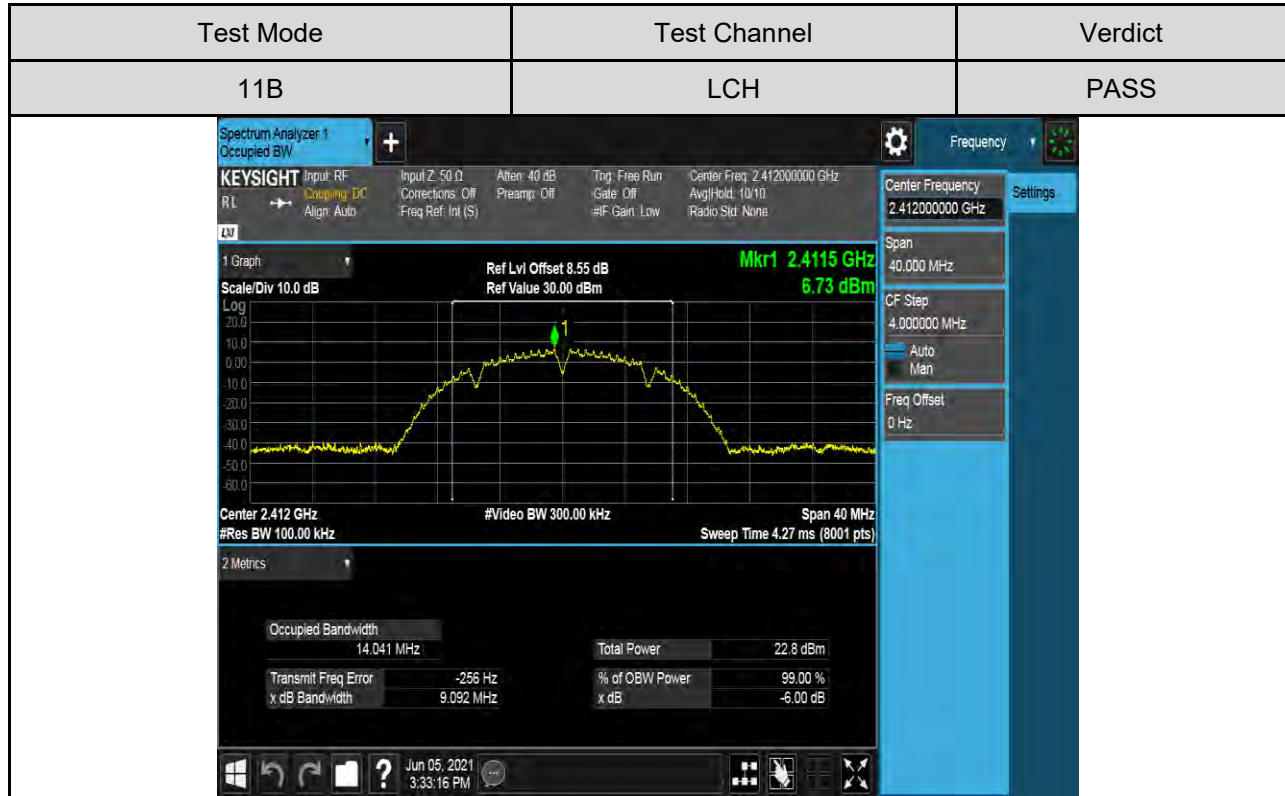 Test Mode Test Channel Verdict
11B LCH PASS
Spectrum Analyzer 1
Occupied BW
+
Frequency
KEYSIGHT Input: RF Input Z: 50 Ω Atten: 40 dB Trig: Free Run Center Freq: 2.412000000 GHz
RL Coupling: DC Corrections: Off Preamp: Off Gate: Off Avg|Hold: 10/10
Align: Auto Freq Ref: Int (S) #IF Gain: Low Radio Std: None
LXI
Center Frequency
2.412000000 GHz
Settings
Span
40.000 MHz
CF Step
4.000000 MHz
Auto
Man
Freq Offset
0 Hz
1 Graph Ref Lvl Offset 8.55 dB Mkr1 2.4115 GHz
Scale/Div 10.0 dB Ref Value 30.00 dBm 6.73 dBm
Log
20.0
10.0
0.00
-10.0
-20.0
-30.0
-40.0
-50.0
-60.0
1
Center 2.412 GHz #Video BW 300.00 kHz Span 40 MHz
#Res BW 100.00 kHz Sweep Time 4.27 ms (8001 pts)
2 Metrics
Occupied Bandwidth
14.041 MHz Total Power 22.8 dBm
Transmit Freq Error -256 Hz % of OBW Power 99.00 %
x dB Bandwidth 9.092 MHz x dB -6.00 dB
? Jun 05, 2021
3:33:16 PM